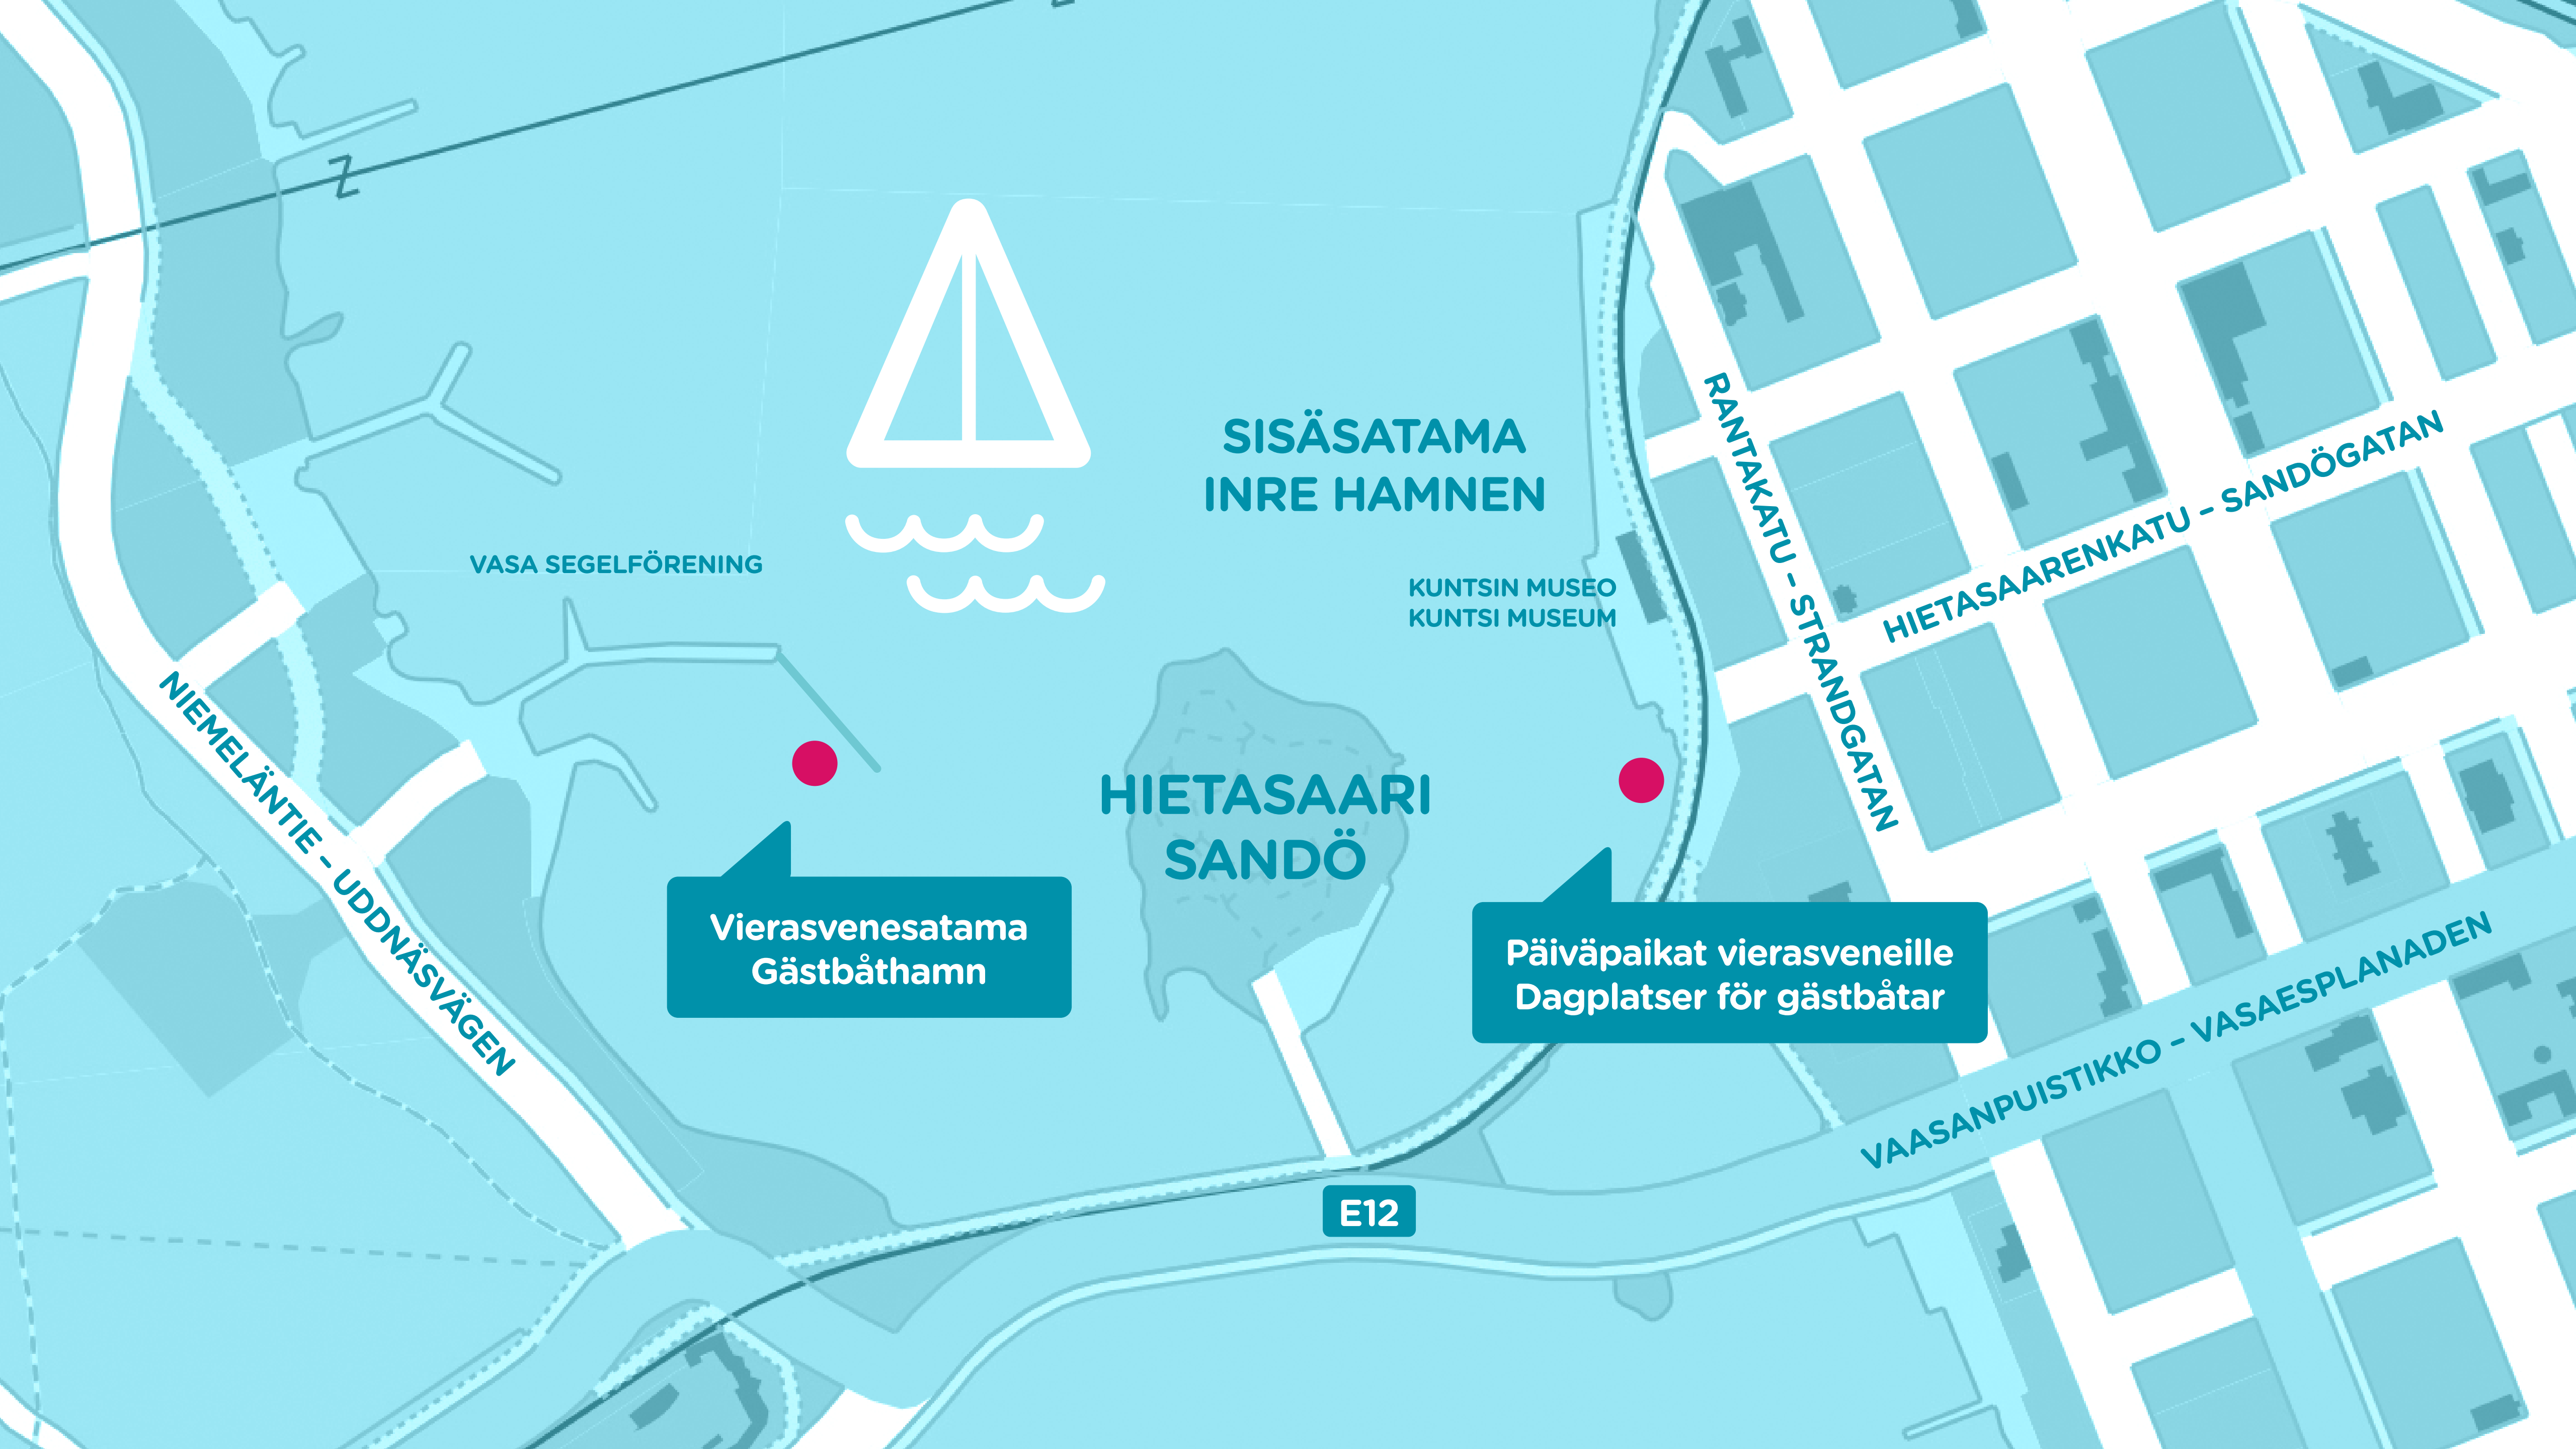 SISÄSATAMA
INRE HAMNEN
VASA SEGELFÖRENING
KUNTSIN MUSEO
KUNTSI MUSEUM
RANTAKATU – STRANDGATAN
HIETASAARENKATU – SANDÖGATAN
NIEMELÄNTIE – UDDNÄSVÄGEN
HIETASAARI
SANDÖ
Vierasvenesatama
Gästbåthamn
Päiväpaikat vierasveneille
Dagplatser för gästbåtar
VAASANPUISTIKKO – VASAESPLANADEN
E12